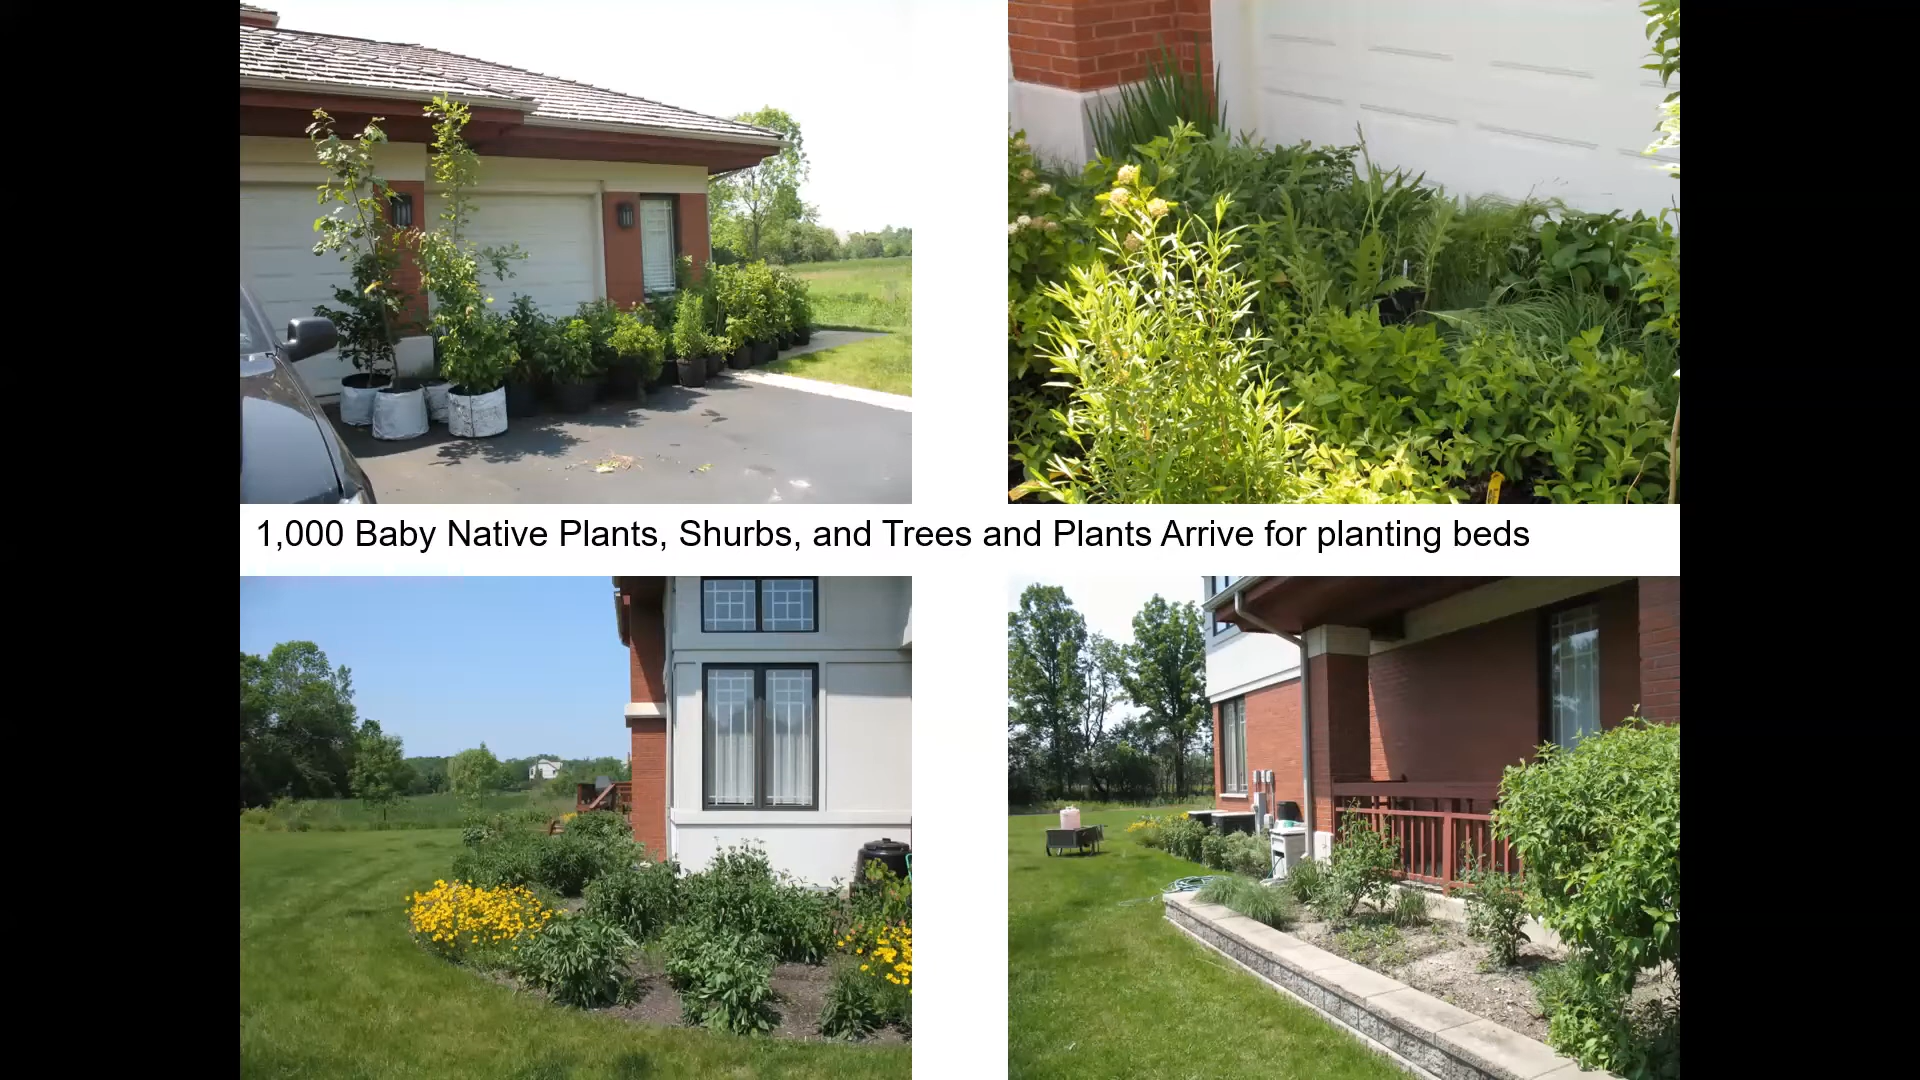 1,000 Baby Native Plants, Shurbs, and Trees and Plants Arrive for planting beds